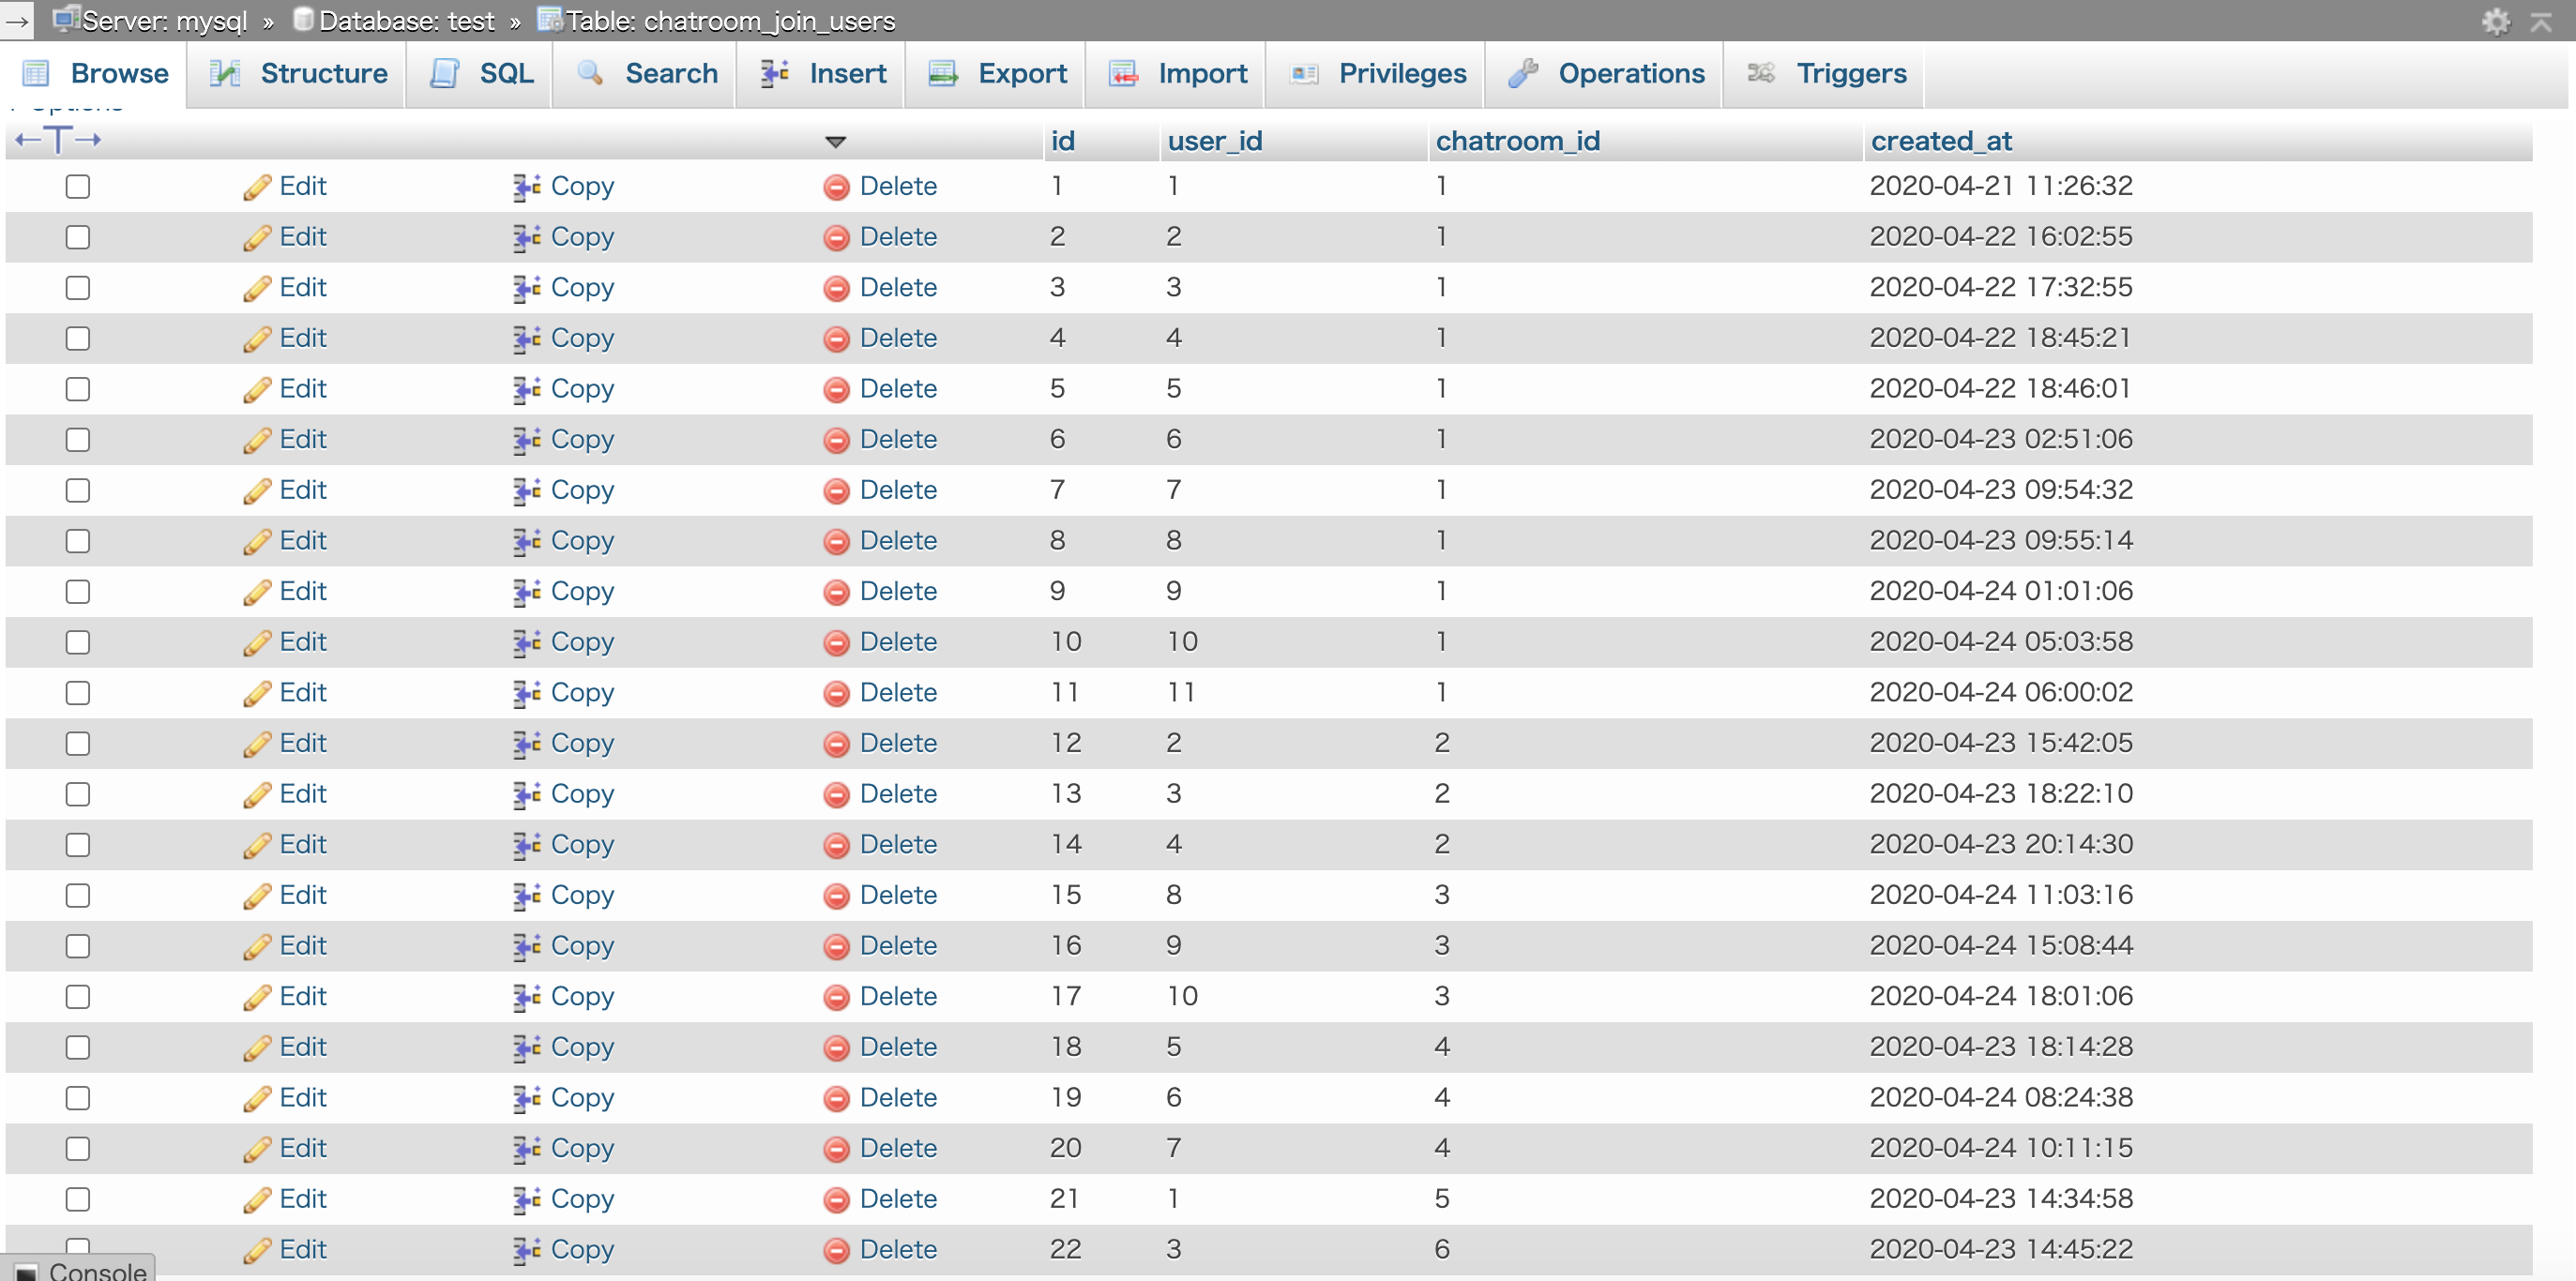 Server: mysql » Database: test » Table: chatroom_join_users
Browse Structure SQL Search Insert Export Import Privileges Operations Triggers
Options
id user_id chatroom_id created_at
Edit Copy Delete 1 1 1 2020-04-21 11:26:32
Edit Copy Delete 2 2 1 2020-04-22 16:02:55
Edit Copy Delete 3 3 1 2020-04-22 17:32:55
Edit Copy Delete 4 4 1 2020-04-22 18:45:21
Edit Copy Delete 5 5 1 2020-04-22 18:46:01
Edit Copy Delete 6 6 1 2020-04-23 02:51:06
Edit Copy Delete 7 7 1 2020-04-23 09:54:32
Edit Copy Delete 8 8 1 2020-04-23 09:55:14
Edit Copy Delete 9 9 1 2020-04-24 01:01:06
Edit Copy Delete 10 10 1 2020-04-24 05:03:58
Edit Copy Delete 11 11 1 2020-04-24 06:00:02
Edit Copy Delete 12 2 2 2020-04-23 15:42:05
Edit Copy Delete 13 3 2 2020-04-23 18:22:10
Edit Copy Delete 14 4 2 2020-04-23 20:14:30
Edit Copy Delete 15 8 3 2020-04-24 11:03:16
Edit Copy Delete 16 9 3 2020-04-24 15:08:44
Edit Copy Delete 17 10 3 2020-04-24 18:01:06
Edit Copy Delete 18 5 4 2020-04-23 18:14:28
Edit Copy Delete 19 6 4 2020-04-24 08:24:38
Edit Copy Delete 20 7 4 2020-04-24 10:11:15
Edit Copy Delete 21 1 5 2020-04-23 14:34:58
Edit Copy Delete 22 3 6 2020-04-23 14:45:22
Console